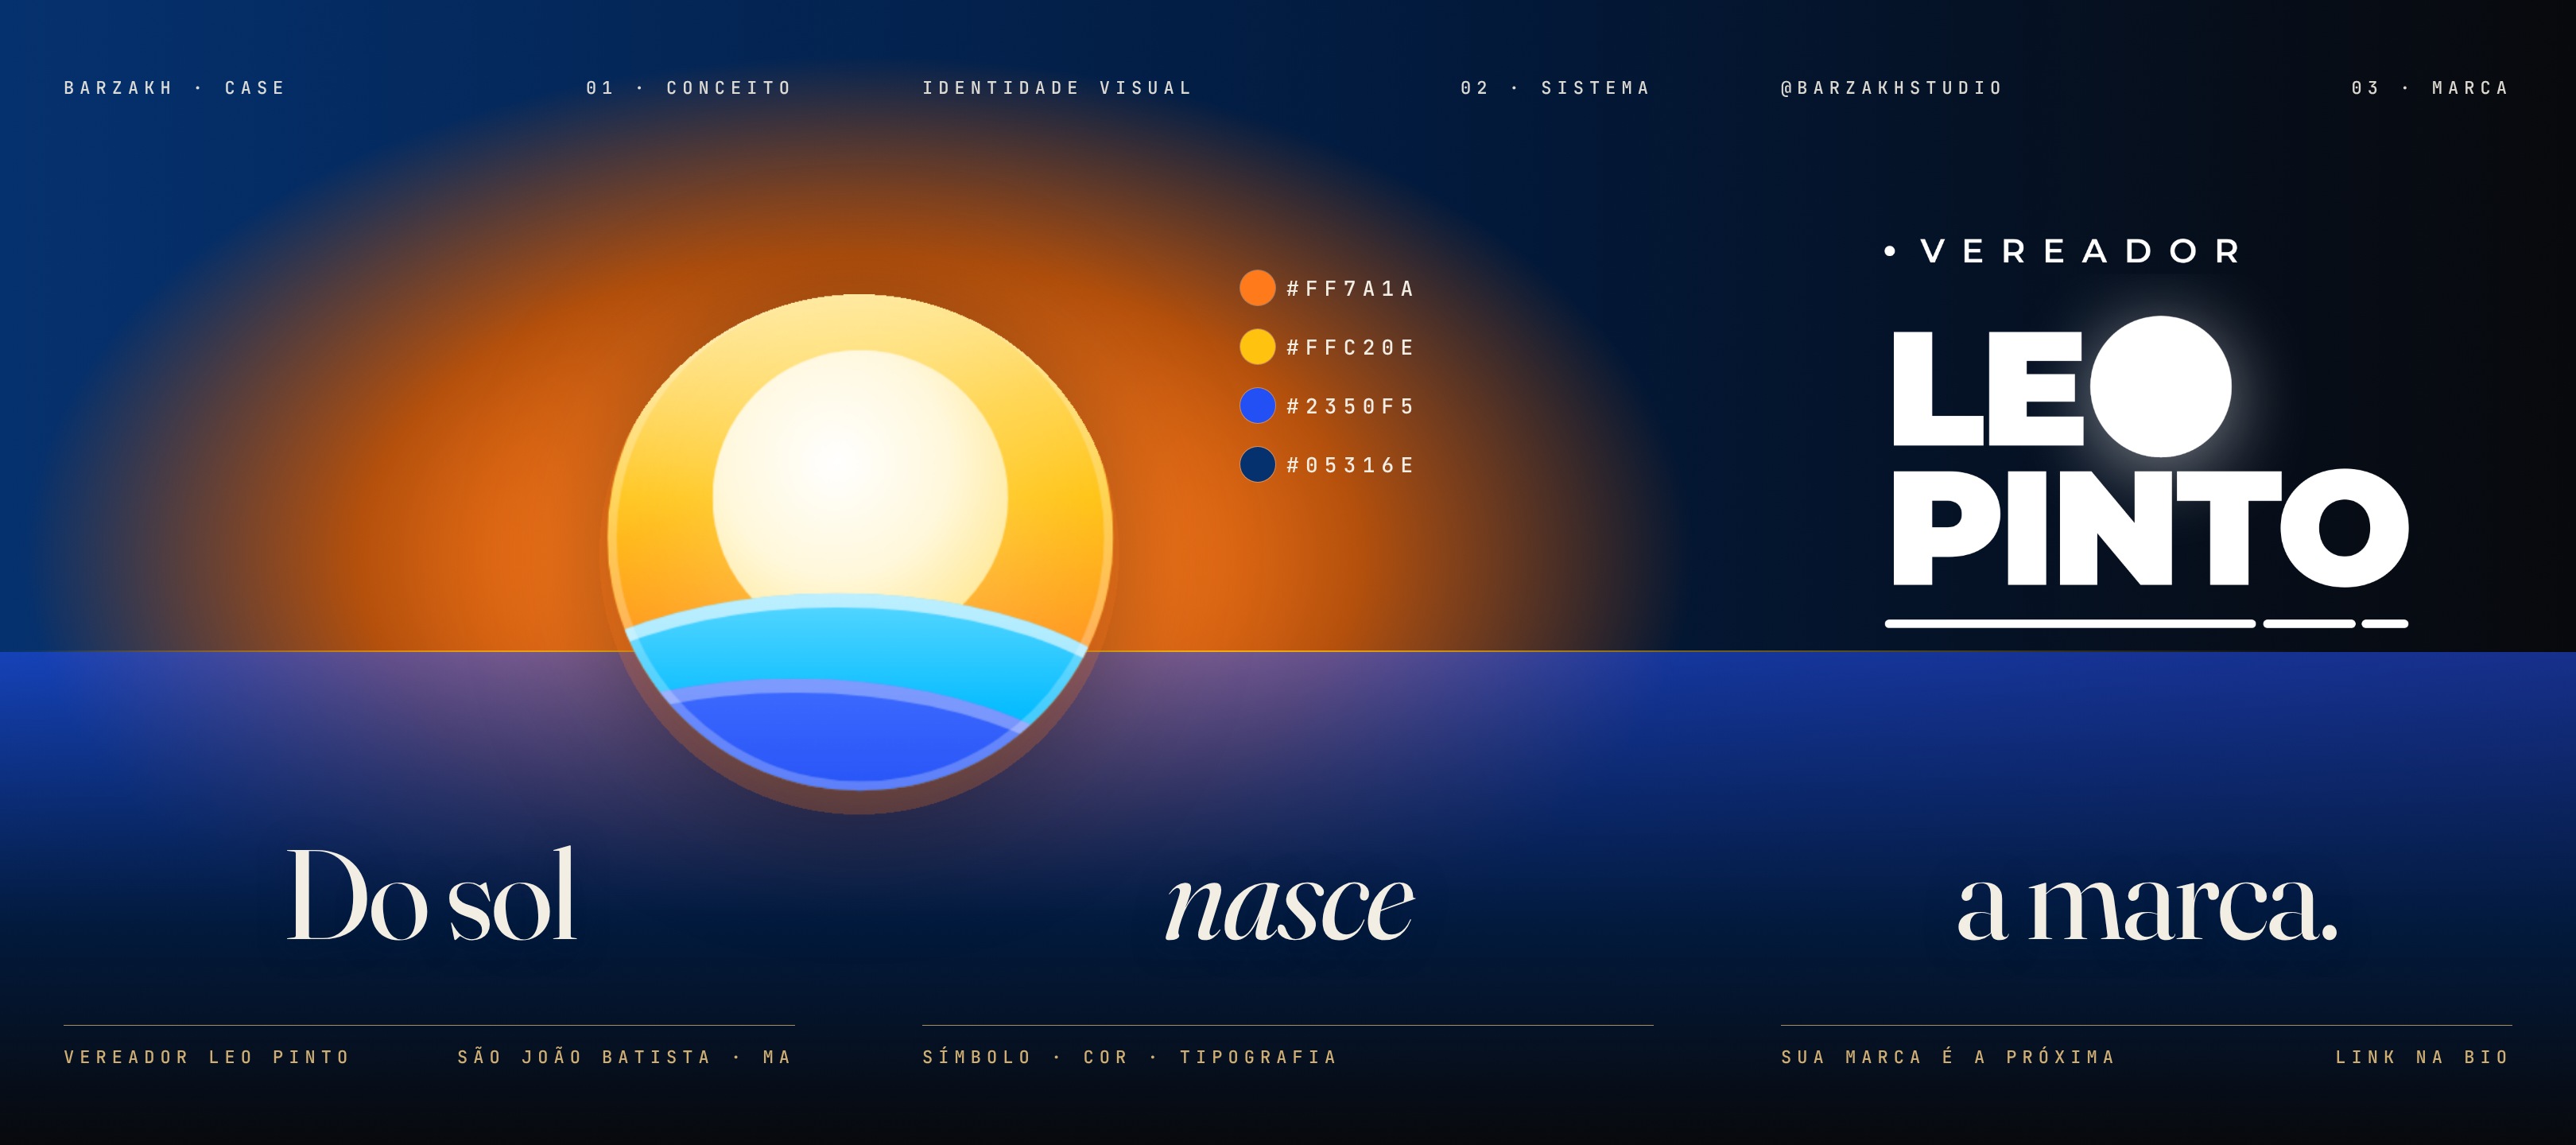 BARZAKH · CASE
01 · CONCEITO
IDENTIDADE VISUAL
02 · SISTEMA
@BARZAKHSTUDIO
03 · MARCA
#FF7A1A
#FFC20E
#2350F5
#05316E
• VEREADOR
LEO
PINTO
Do sol
nasce
a marca.
VEREADOR LEO PINTO
SÃO JOÃO BATISTA · MA
SÍMBOLO · COR · TIPOGRAFIA
SUA MARCA É A PRÓXIMA
LINK NA BIO